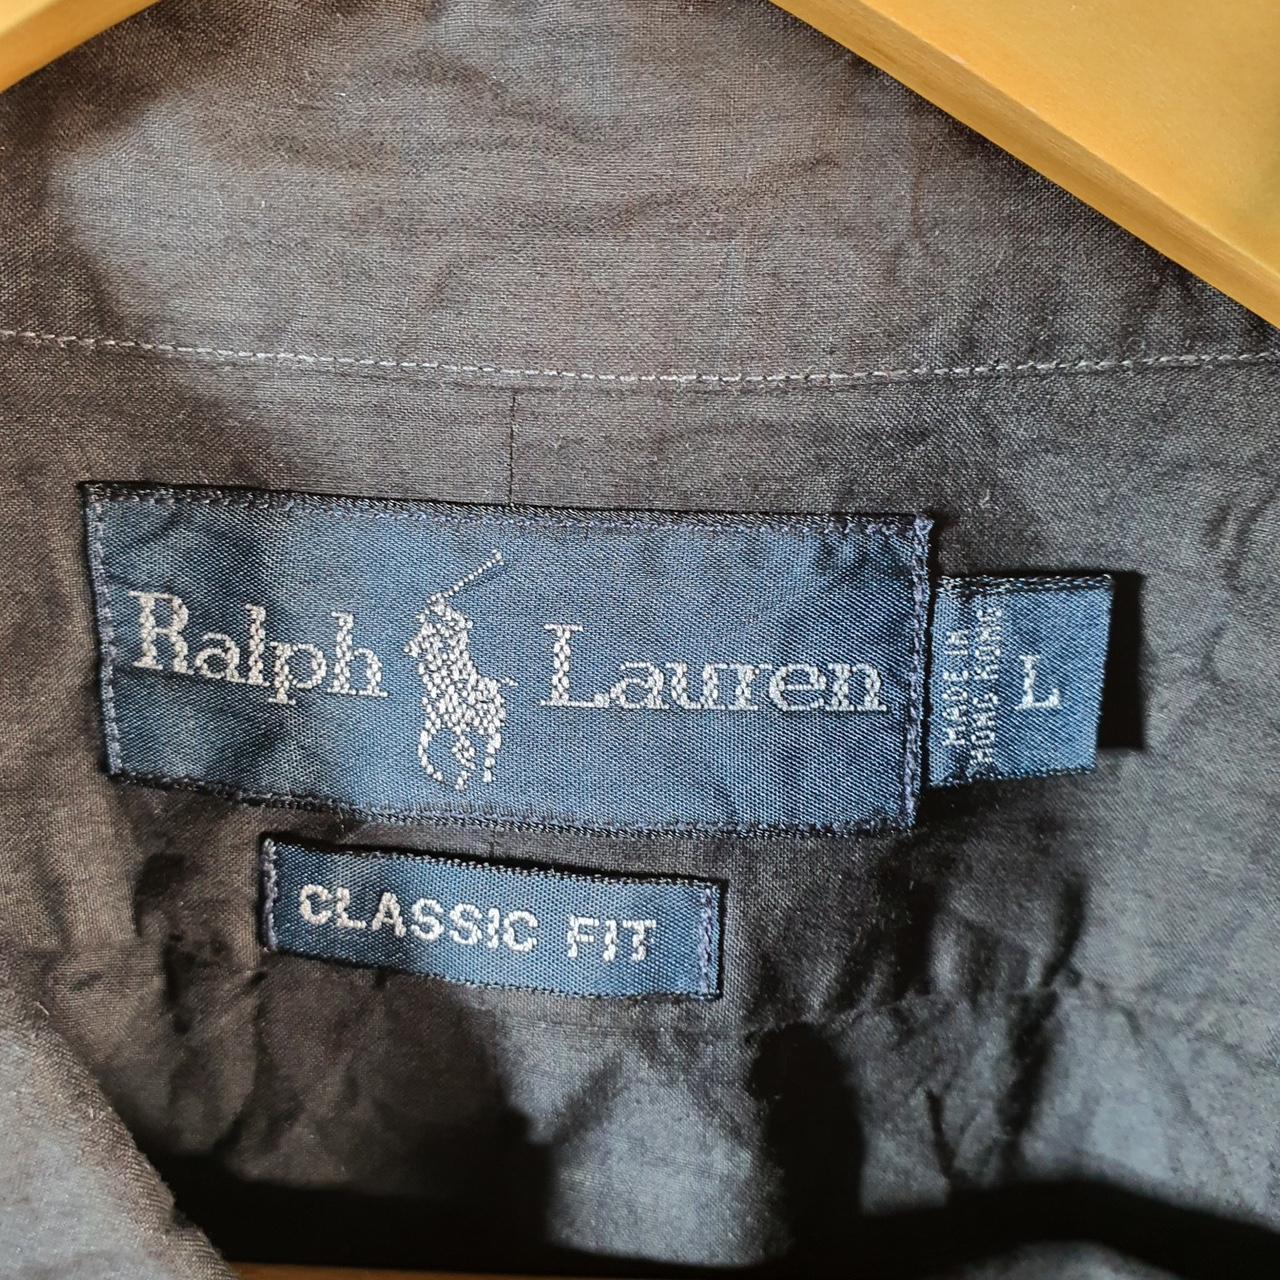 Ralph Lauren
MADE IN
HONG KONG
L
CLASSIC FIT